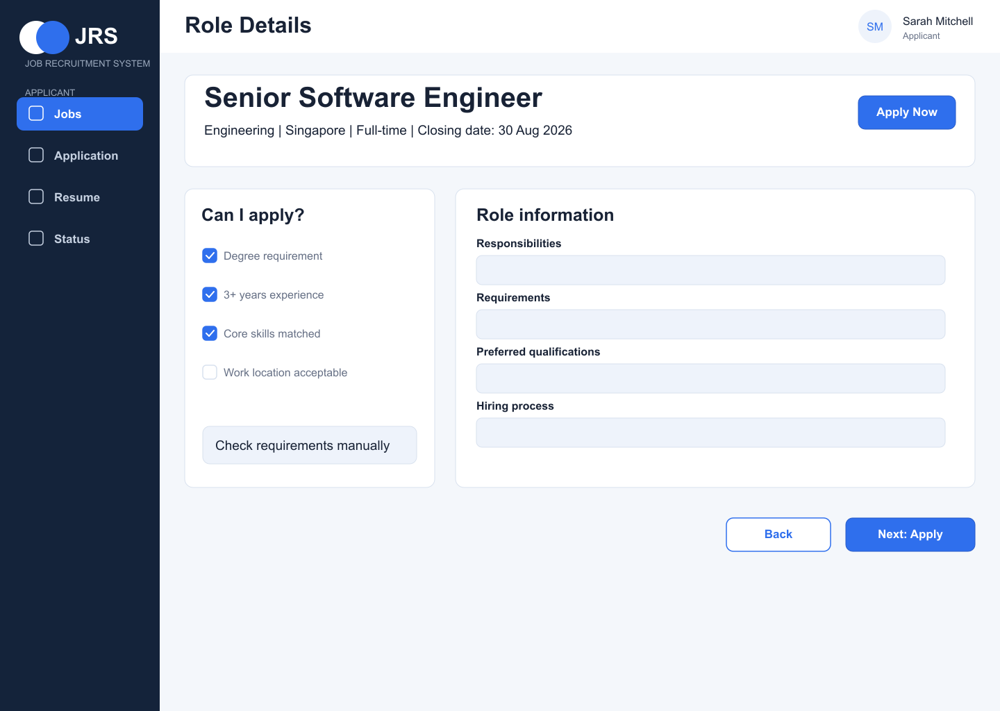 JRS
JOB RECRUITMENT SYSTEM
APPLICANT
Jobs
Application
Resume
Status
Role Details
SM
Sarah Mitchell
Applicant
Senior Software Engineer
Engineering | Singapore | Full-time | Closing date: 30 Aug 2026
Apply Now
Can I apply?
Degree requirement
3+ years experience
Core skills matched
Work location acceptable
Check requirements manually
Role information
Responsibilities
Requirements
Preferred qualifications
Hiring process
Back
Next: Apply